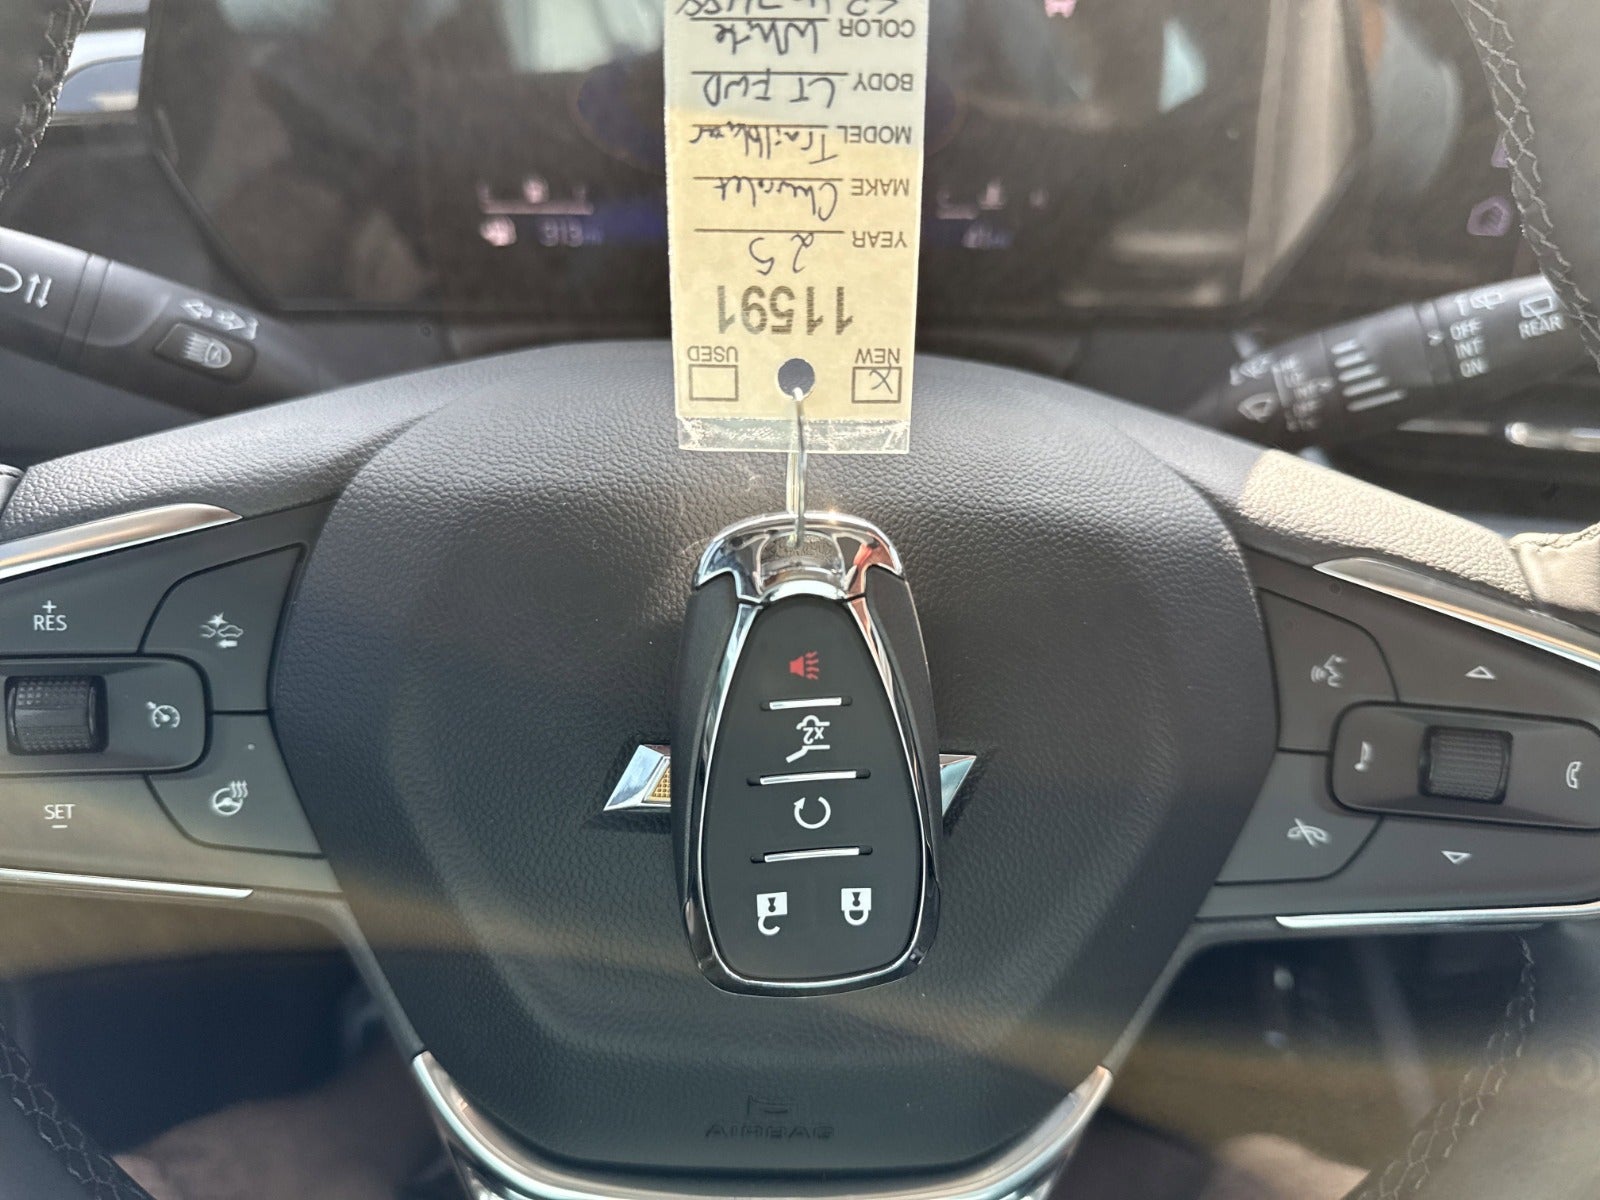 NEW USED
11591
YEAR 25
MAKE Chevrolet
MODEL Trailblazer
BODY LT FWD
COLOR White
+
RES
SET
OFF
INT
ON
REAR
x2
AIRBAG